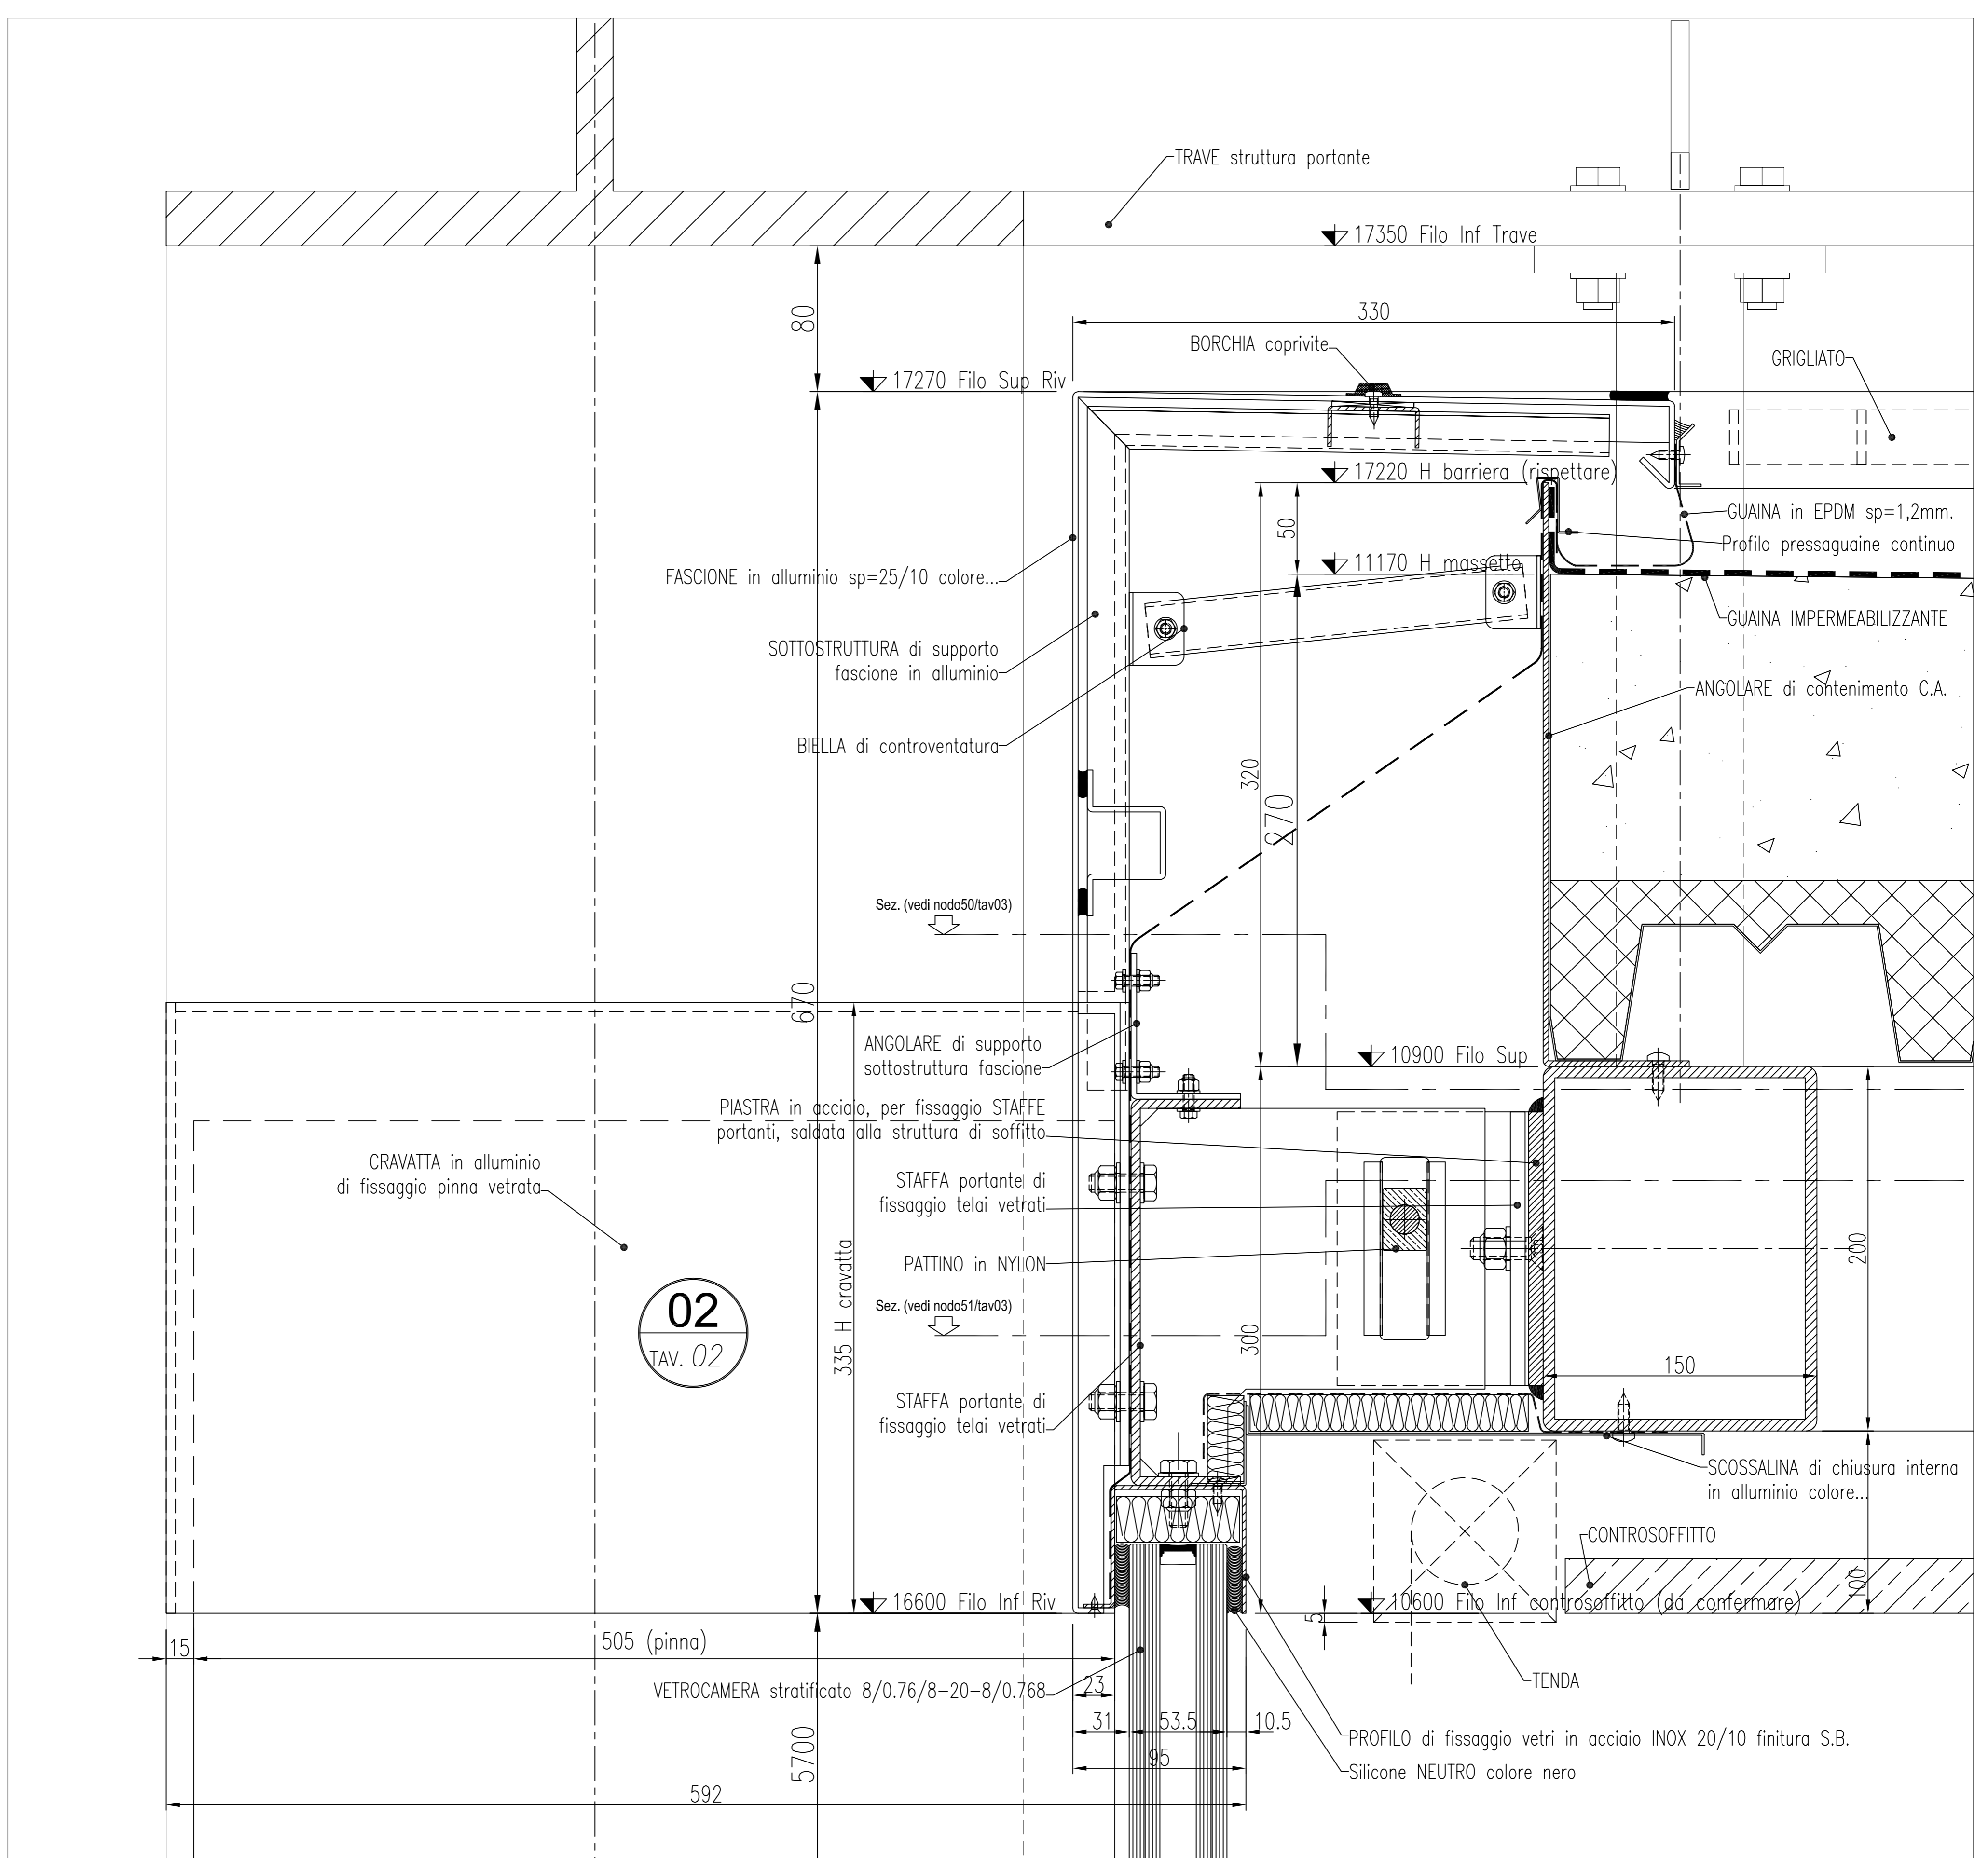 TRAVE struttura portante
17350 Filo Inf Trave
80
330
BORCHIA coprivite
GRIGLIATO
17270 Filo Sup Riv
17220 H barriera (rispettare)
50
GUAINA in EPDM sp=1,2mm.
Profilo pressaguaine continuo
11170 H massetto
FASCIONE in alluminio sp=25/10 colore...
GUAINA IMPERMEABILIZZANTE
SOTTOSTRUTTURA di supporto
fascione in alluminio
ANGOLARE di contenimento C.A.
BIELLA di controventatura
320
270
Sez. (vedi nodo50/tav03)
670
ANGOLARE di supporto
sottostruttura fascione
10900 Filo Sup
PIASTRA in acciaio, per fissaggio STAFFE
portanti, saldata alla struttura di soffitto
CRAVATTA in alluminio
di fissaggio pinna vetrata
STAFFA portante di
fissaggio telai vetrati
PATTINO in NYLON
200
335 H cravatta
02
TAV. 02
Sez. (vedi nodo51/tav03)
300
150
STAFFA portante di
fissaggio telai vetrati
SCOSSALINA di chiusura interna
in alluminio colore...
CONTROSOFFITTO
100
16600 Filo Inf Riv
10600 Filo Inf controsoffitto (da confermare)
5
15
505 (pinna)
VETROCAMERA stratificato 8/0.76/8-20-8/0.768
23
TENDA
31
53.5
10.5
PROFILO di fissaggio vetri in acciaio INOX 20/10 finitura S.B.
5700
95
Silicone NEUTRO colore nero
592